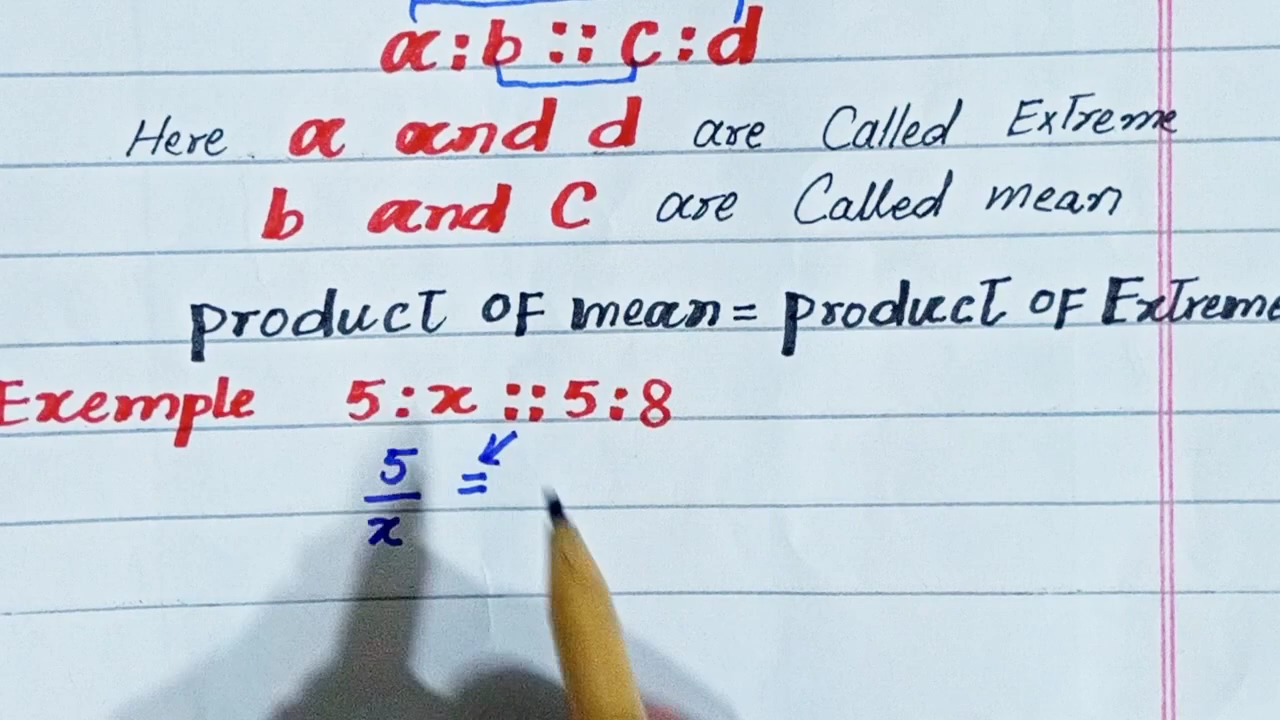 a:b :: c:d
Here a and d are Called Extreme
b and C are Called mean
product OF mean = product OF Extreme
Exemple 5:x :: 5:8
5/x =